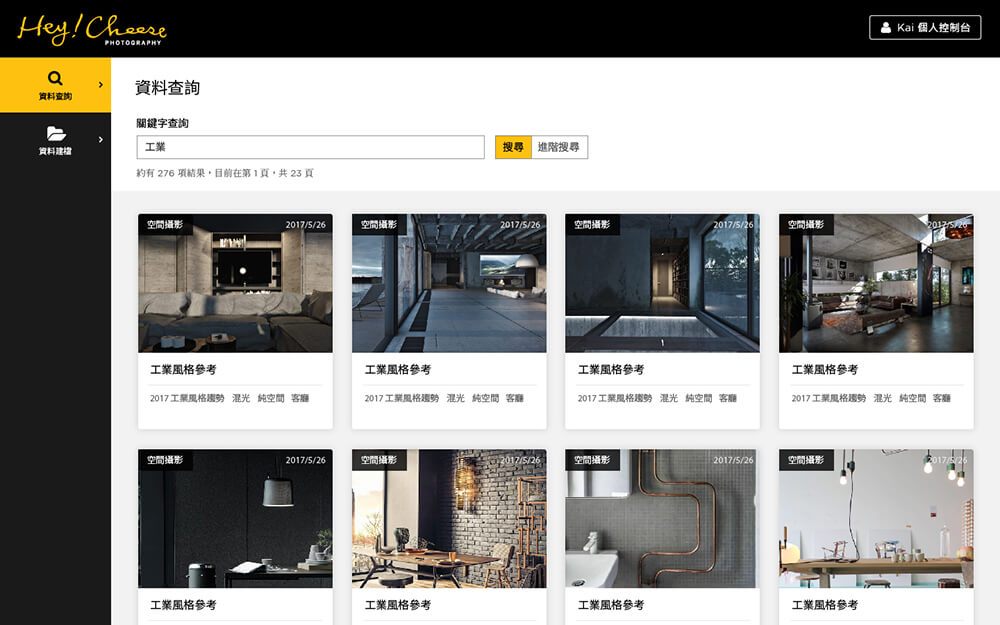 Hey! Cheese
PHOTOGRAPHY
Kai 個人控制台
資料查詢
資料建檔
資料查詢
關鍵字查詢
工業
搜尋
進階搜尋
約有 276 項結果，目前在第 1 頁，共 23 頁
空間攝影 2017/5/26
空間攝影 2017/5/26
空間攝影 2017/5/26
空間攝影 2017/5/26
工業風格參考
工業風格參考
工業風格參考
工業風格參考
2017 工業風格趨勢 混光 純空間 客廳
2017 工業風格趨勢 混光 純空間 客廳
2017 工業風格趨勢 混光 純空間 客廳
2017 工業風格趨勢 混光 純空間 客廳
空間攝影 2017/5/26
空間攝影 2017/5/26
空間攝影 2017/5/26
空間攝影 2017/5/26
工業風格參考
工業風格參考
工業風格參考
工業風格參考